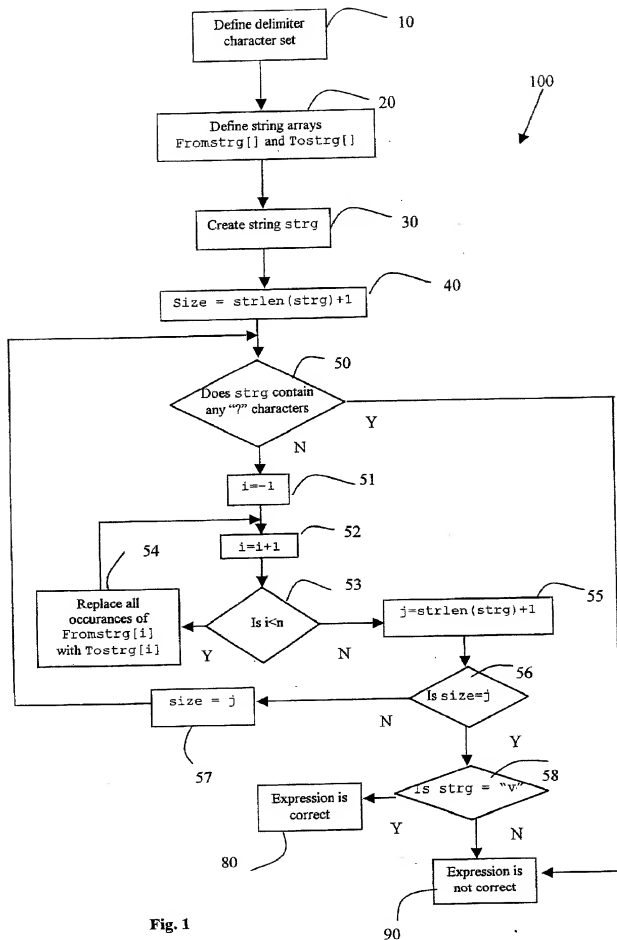 Define delimiter
character set
10
100
20
Define string arrays
Fromstrg[] and Tostrg[]
Create string strg
30
Size = strlen(strg)+1
40
50
Does strg contain
any "?" characters
Y
N
i=-1
51
i=i+1
52
54
53
Replace all
occurances of
Fromstrg[i]
with Tostrg[i]
Is i<n
Y
N
j=strlen(strg)+1
55
56
Is size=j
N
Y
size = j
57
58
Is strg = "v"
Y
N
Expression is
correct
80
Expression is
not correct
90
Fig. 1